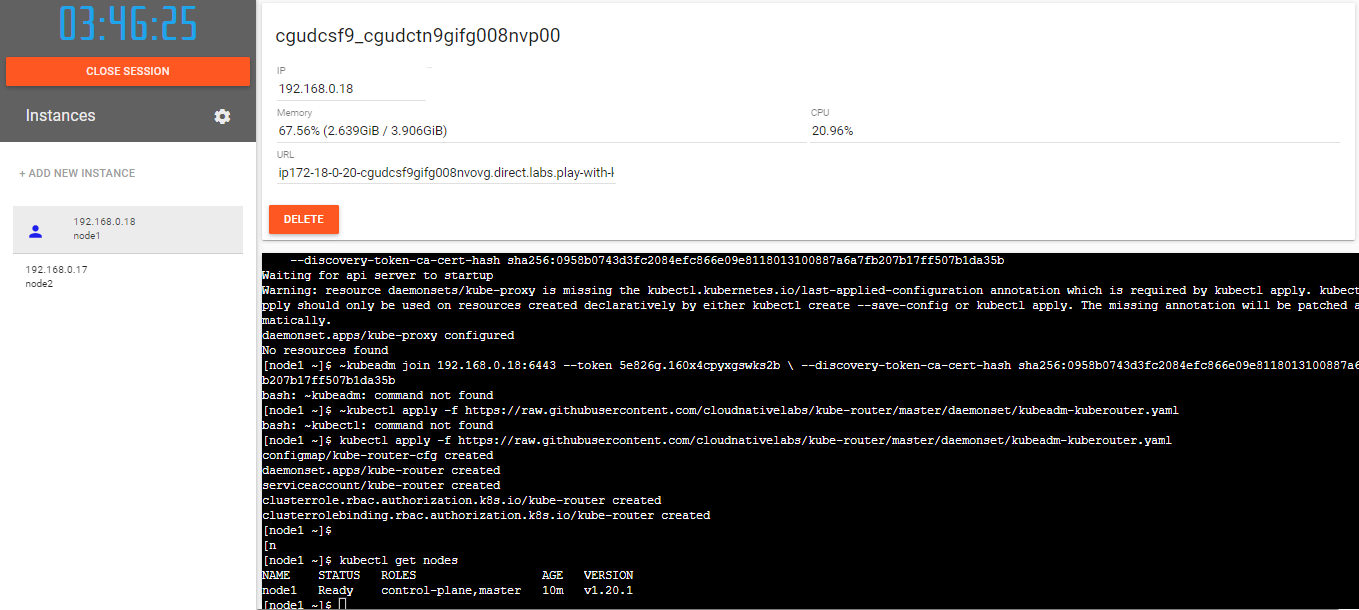 03:46:25
CLOSE SESSION
Instances
+ ADD NEW INSTANCE
192.168.0.18
node1
192.168.0.17
node2
cgudcsf9_cgudctn9gifg008nvp00
IP
192.168.0.18
Memory
67.56% (2.639GiB / 3.906GiB)
CPU
20.96%
URL
ip172-18-0-20-cgudcsf9gifg008nvovg.direct.labs.play-with-k
DELETE
--discovery-token-ca-cert-hash sha256:0958b0743d3fc2084efc866e09e8118013100887a6a7fb207b17ff507b1da35b
Waiting for api server to startup
Warning: resource daemonsets/kube-proxy is missing the kubectl.kubernetes.io/last-applied-configuration annotation which is required by kubectl apply. kubect
pply should only be used on resources created declaratively by either kubectl create --save-config or kubectl apply. The missing annotation will be patched a
matically.
daemonset.apps/kube-proxy configured
No resources found
[node1 ~]$ ~kubeadm join 192.168.0.18:6443 --token 5e826g.160x4cpyxgswks2b \ --discovery-token-ca-cert-hash sha256:0958b0743d3fc2084efc866e09e8118013100887a6
b207b17ff507b1da35b
bash: ~kubeadm: command not found
[node1 ~]$ ~kubectl apply -f https://raw.githubusercontent.com/cloudnativelabs/kube-router/master/daemonset/kubeadm-kuberouter.yaml
bash: ~kubectl: command not found
[node1 ~]$ kubectl apply -f https://raw.githubusercontent.com/cloudnativelabs/kube-router/master/daemonset/kubeadm-kuberouter.yaml
configmap/kube-router-cfg created
daemonset.apps/kube-router created
serviceaccount/kube-router created
clusterrole.rbac.authorization.k8s.io/kube-router created
clusterrolebinding.rbac.authorization.k8s.io/kube-router created
[node1 ~]$
[n
[node1 ~]$ kubectl get nodes
NAME STATUS ROLES AGE VERSION
node1 Ready control-plane,master 10m v1.20.1
[node1 ~]$